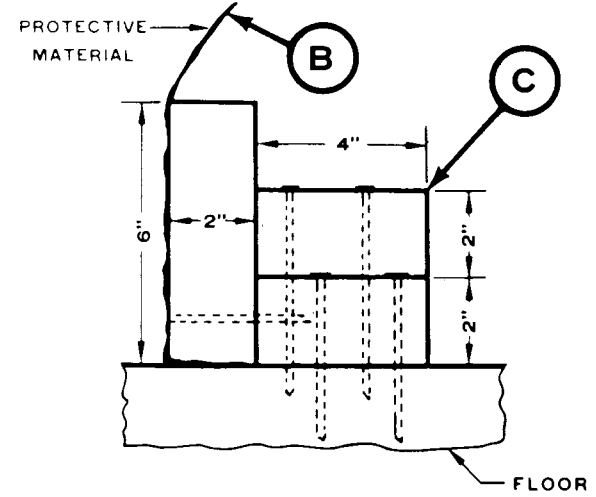 PROTECTIVE
MATERIAL
B
C
4"
6"
2"
2"
2"
FLOOR